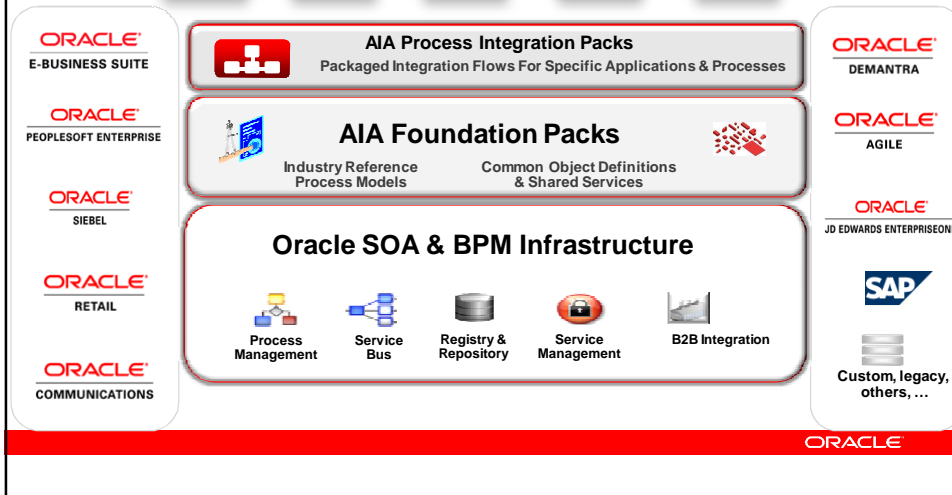 ORACLE
E-BUSINESS SUITE
ORACLE
PEOPLESOFT ENTERPRISE
ORACLE
SIEBEL
ORACLE
RETAIL
ORACLE
COMMUNICATIONS
AIA Process Integration Packs
Packaged Integration Flows For Specific Applications & Processes
AIA Foundation Packs
Industry Reference
Process Models
Common Object Definitions
& Shared Services
Oracle SOA & BPM Infrastructure
Process
Management
Service
Bus
Registry &
Repository
Service
Management
B2B Integration
ORACLE
DEMANTRA
ORACLE
AGILE
ORACLE
JD EDWARDS ENTERPRISEON
SAP
Custom, legacy,
others, …
ORACLE